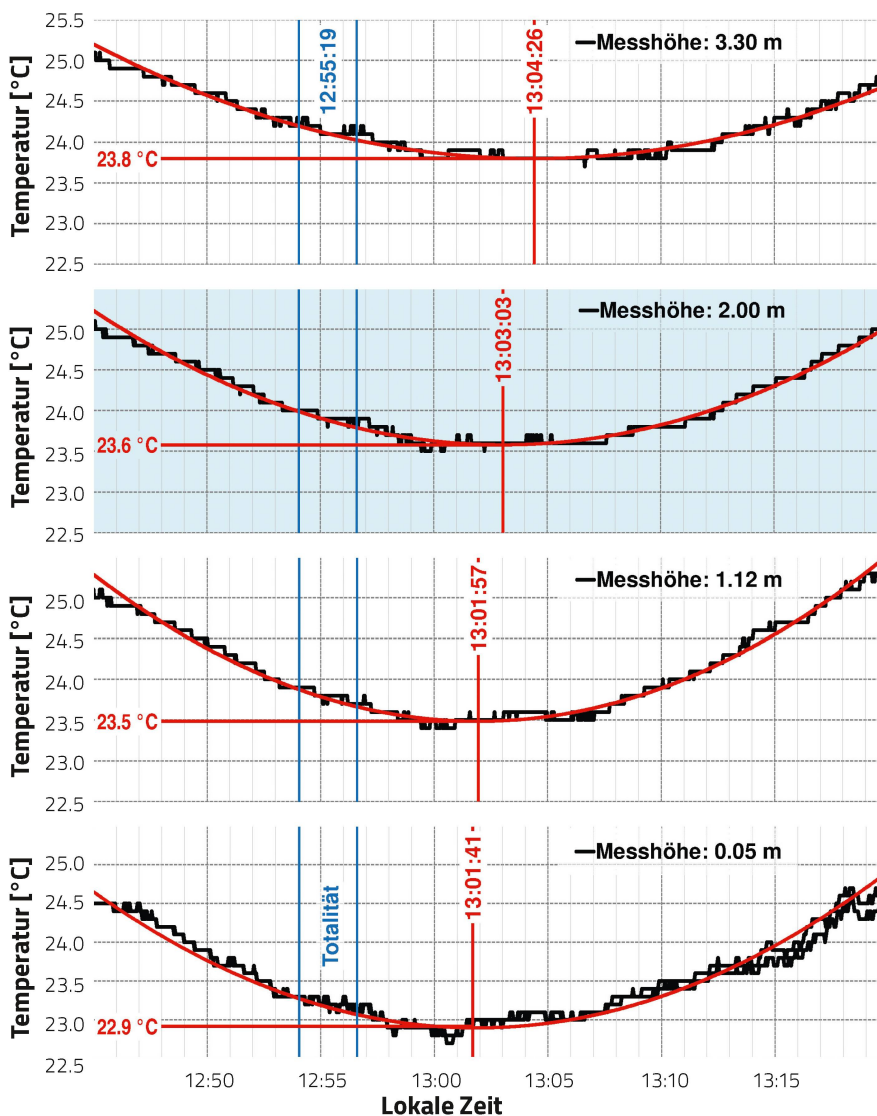 Temperatur [°C]
25.5
25.0
24.5
24.0
23.5
23.0
22.5
12:55:19
13:04:26
Messhöhe: 3.30 m
23.8 °C
Temperatur [°C]
25.0
24.5
24.0
23.5
23.0
22.5
13:03:03
Messhöhe: 2.00 m
23.6 °C
Temperatur [°C]
25.0
24.5
24.0
23.5
23.0
22.5
13:01:57
Messhöhe: 1.12 m
23.5 °C
Temperatur [°C]
25.0
24.5
24.0
23.5
23.0
22.5
Totalität
13:01:41
Messhöhe: 0.05 m
22.9 °C
12:50
12:55
13:00
13:05
13:10
13:15
Lokale Zeit